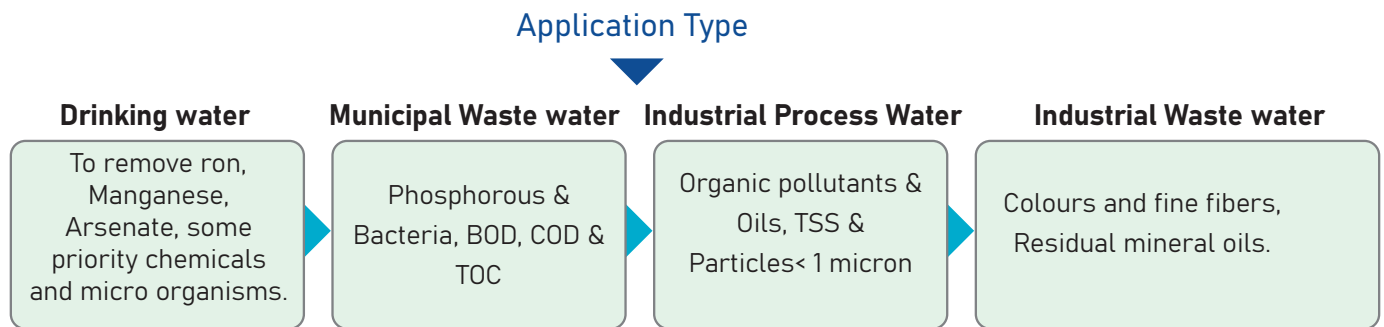 Application Type
Drinking water
To remove ron,
Manganese,
Arsenate, some
priority chemicals
and micro organisms.
Municipal Waste water
Phosphorous &
Bacteria, BOD, COD &
TOC
Industrial Process Water
Organic pollutants &
Oils, TSS &
Particles< 1 micron
Industrial Waste water
Colours and fine fibers,
Residual mineral oils.